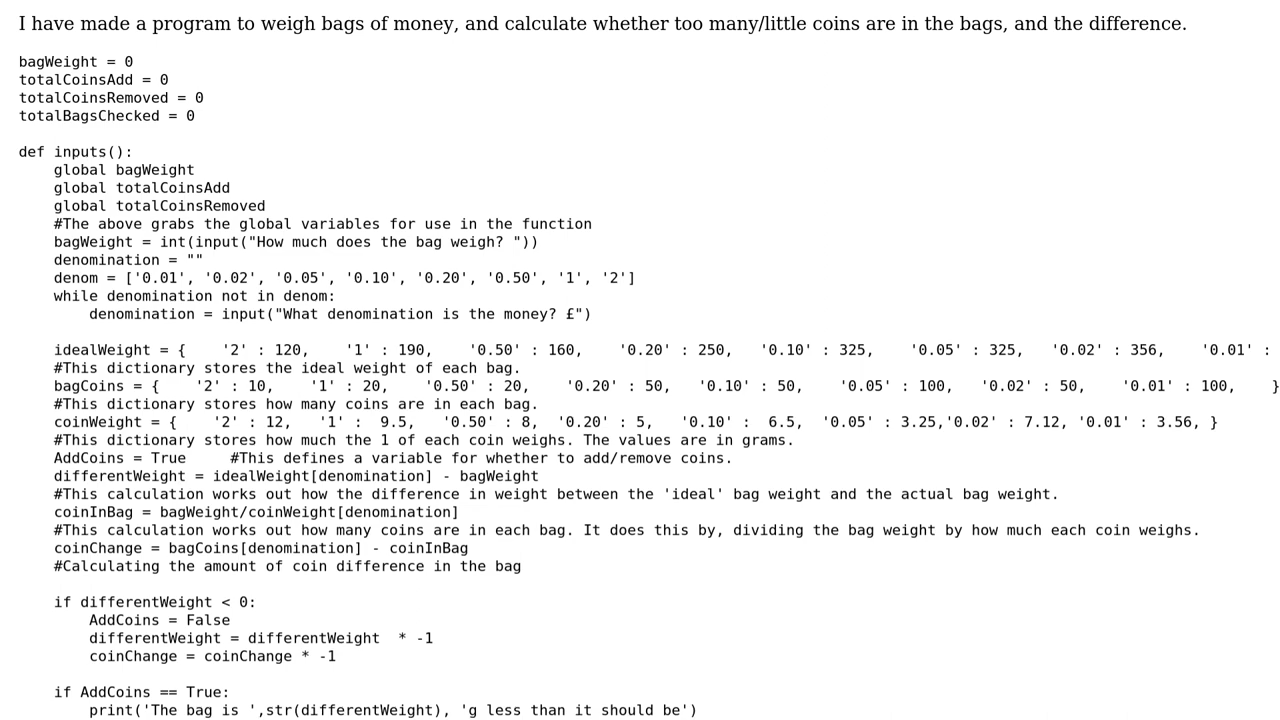 I have made a program to weigh bags of money, and calculate whether too many/little coins are in the bags, and the difference.
bagWeight = 0
totalCoinsAdd = 0
totalCoinsRemoved = 0
totalBagsChecked = 0
def inputs():
    global bagWeight
    global totalCoinsAdd
    global totalCoinsRemoved
    #The above grabs the global variables for use in the function
    bagWeight = int(input("How much does the bag weigh? "))
    denomination = ""
    denom = ['0.01', '0.02', '0.05', '0.10', '0.20', '0.50', '1', '2']
    while denomination not in denom:
        denomination = input("What denomination is the money? £")
    idealWeight = {    '2' : 120,    '1' : 190,    '0.50' : 160,    '0.20' : 250,   '0.10' : 325,    '0.05' : 325,   '0.02' : 356,    '0.01' :
    #This dictionary stores the ideal weight of each bag.
    bagCoins = {    '2' : 10,    '1' : 20,    '0.50' : 20,    '0.20' : 50,   '0.10' : 50,    '0.05' : 100,   '0.02' : 50,    '0.01' : 100,    }
    #This dictionary stores how many coins are in each bag.
    coinWeight = {    '2' : 12,   '1' :  9.5,   '0.50' : 8,  '0.20' : 5,   '0.10' :  6.5,  '0.05' : 3.25,'0.02' : 7.12, '0.01' : 3.56, }
    #This dictionary stores how much the 1 of each coin weighs. The values are in grams.
    AddCoins = True     #This defines a variable for whether to add/remove coins.
    differentWeight = idealWeight[denomination] - bagWeight
    #This calculation works out how the difference in weight between the 'ideal' bag weight and the actual bag weight.
    coinInBag = bagWeight/coinWeight[denomination]
    #This calculation works out how many coins are in each bag. It does this by, dividing the bag weight by how much each coin weighs.
    coinChange = bagCoins[denomination] - coinInBag
    #Calculating the amount of coin difference in the bag
    if differentWeight < 0:
        AddCoins = False
        differentWeight = differentWeight  * -1
        coinChange = coinChange * -1
    if AddCoins == True:
        print('The bag is ',str(differentWeight), 'g less than it should be')